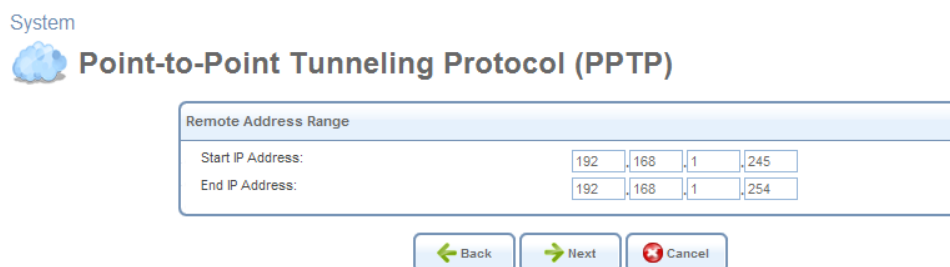 System
Point-to-Point Tunneling Protocol (PPTP)
Remote Address Range
Start IP Address: 192 . 168 . 1 . 245
End IP Address: 192 . 168 . 1 . 254
Back Next Cancel